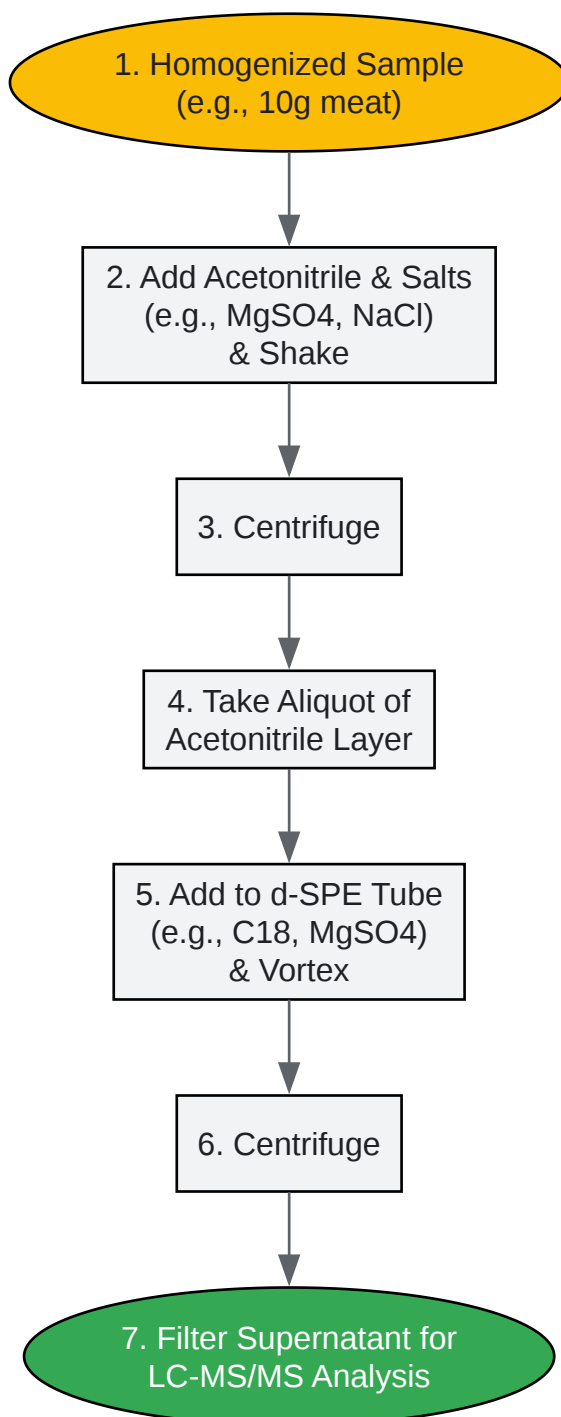 1. Homogenized Sample
(e.g., 10g meat)
2. Add Acetonitrile & Salts
(e.g., MgSO4, NaCl)
& Shake
3. Centrifuge
4. Take Aliquot of
Acetonitrile Layer
5. Add to d-SPE Tube
(e.g., C18, MgSO4)
& Vortex
6. Centrifuge
7. Filter Supernatant for
LC-MS/MS Analysis